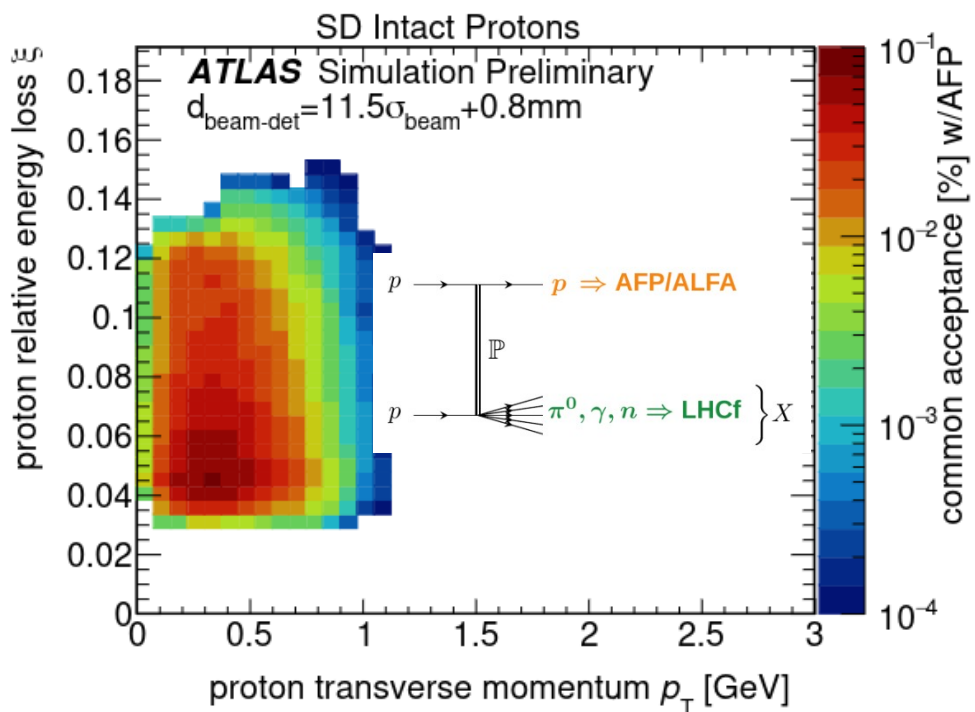 SD Intact Protons
ATLAS Simulation Preliminary
d_beam-det=11.5σ_beam+0.8mm
proton relative energy loss ξ
0.18
0.16
0.14
0.12
0.1
0.08
0.06
0.04
0.02
0
p
p ⇒ AFP/ALFA
ℙ
p
π⁰, γ, n ⇒ LHCf } X
0 0.5 1 1.5 2 2.5 3
proton transverse momentum p_T [GeV]
10⁻¹
10⁻²
10⁻³
10⁻⁴
common acceptance [%] w/AFP